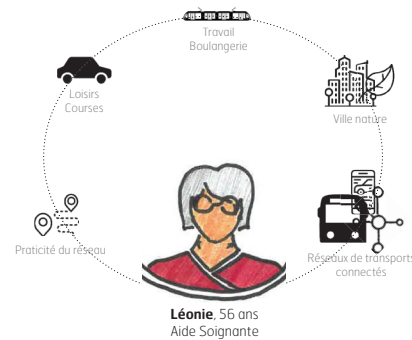 Travail
Boulangerie
Loisirs
Courses
Ville nature
Praticité du réseau
Réseaux de transports
connectés
Léonie, 56 ans
Aide Soignante